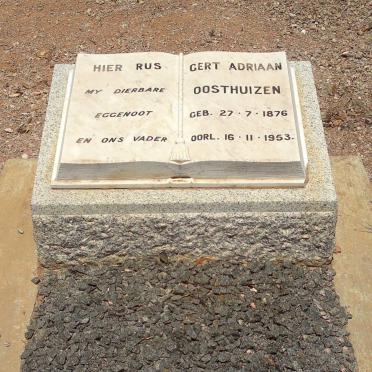 HIER RUS
MY DIERBARE
EGGENOOT
EN ONS VADER
GERT ADRIAAN
OOSTHUIZEN
GEB. 27·7·1876
OORL. 16·11·1953.